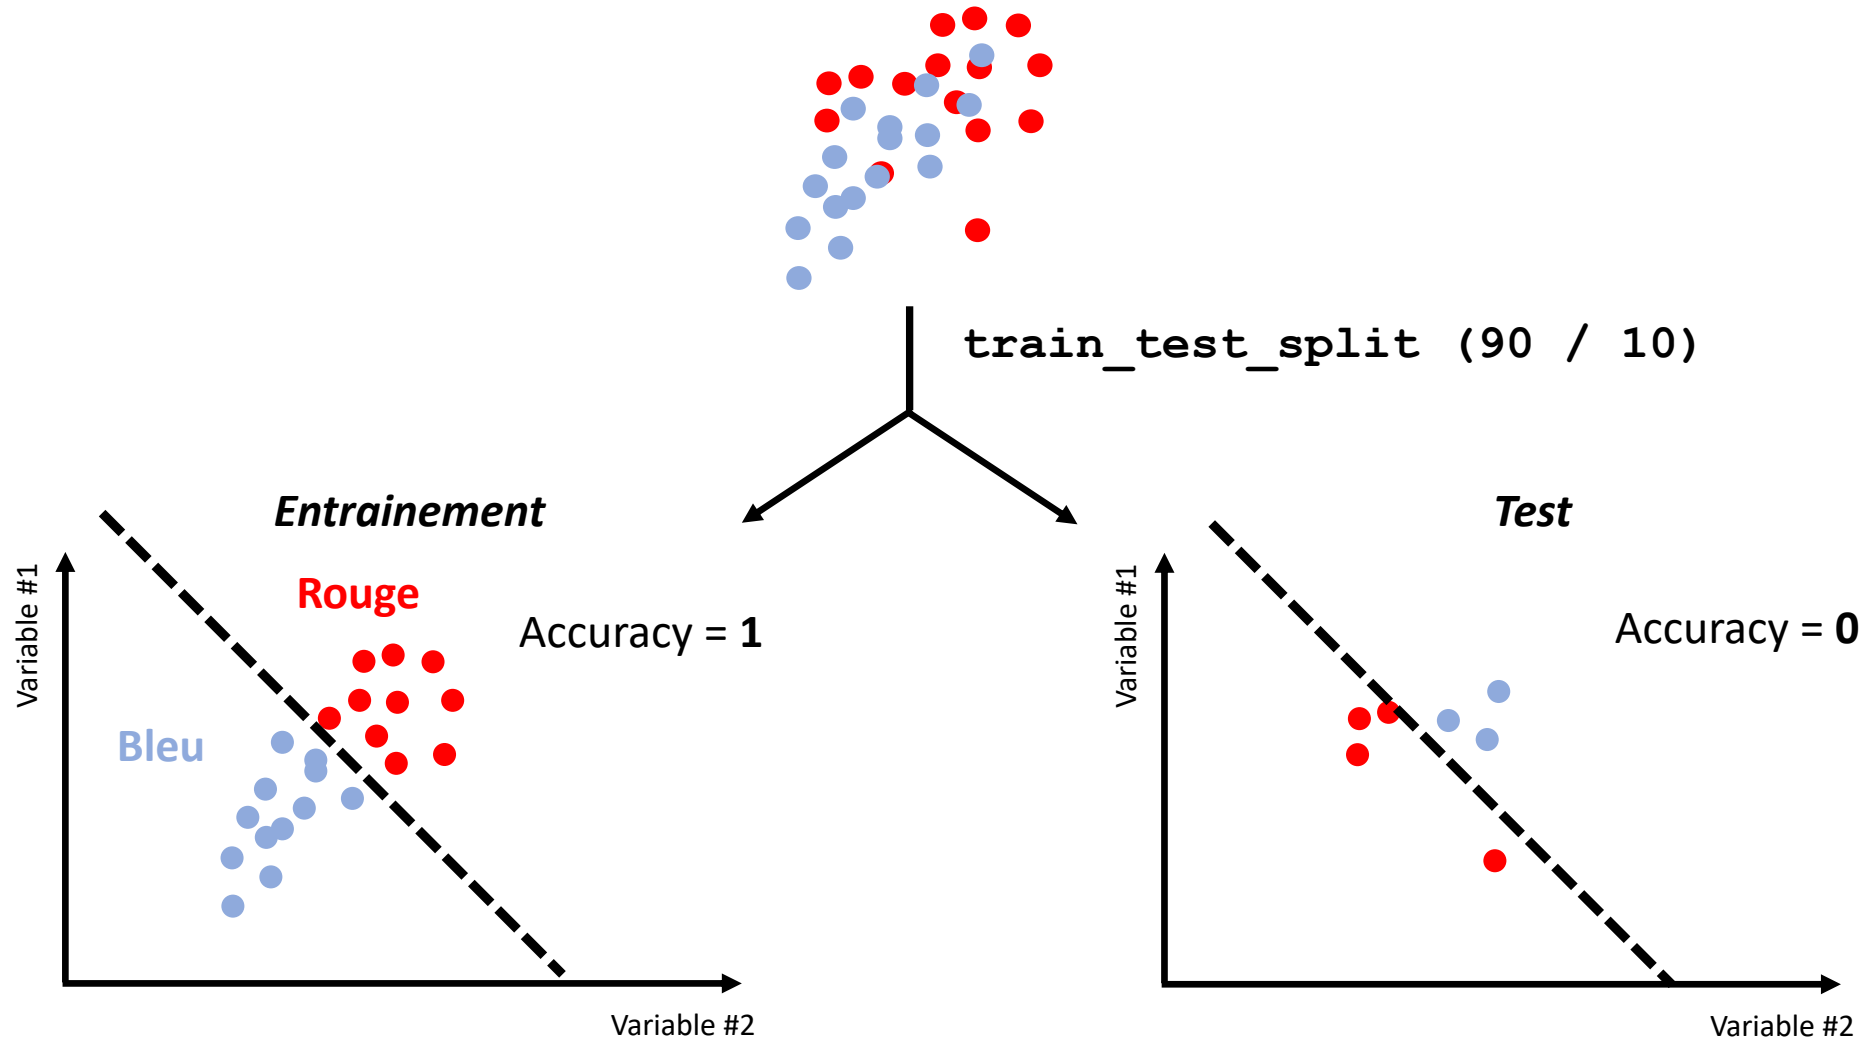 train_test_split (90 / 10)
Entrainement
Test
Variable #1
Rouge
Accuracy = 1
Bleu
Variable #2
Variable #1
Accuracy = 0
Variable #2